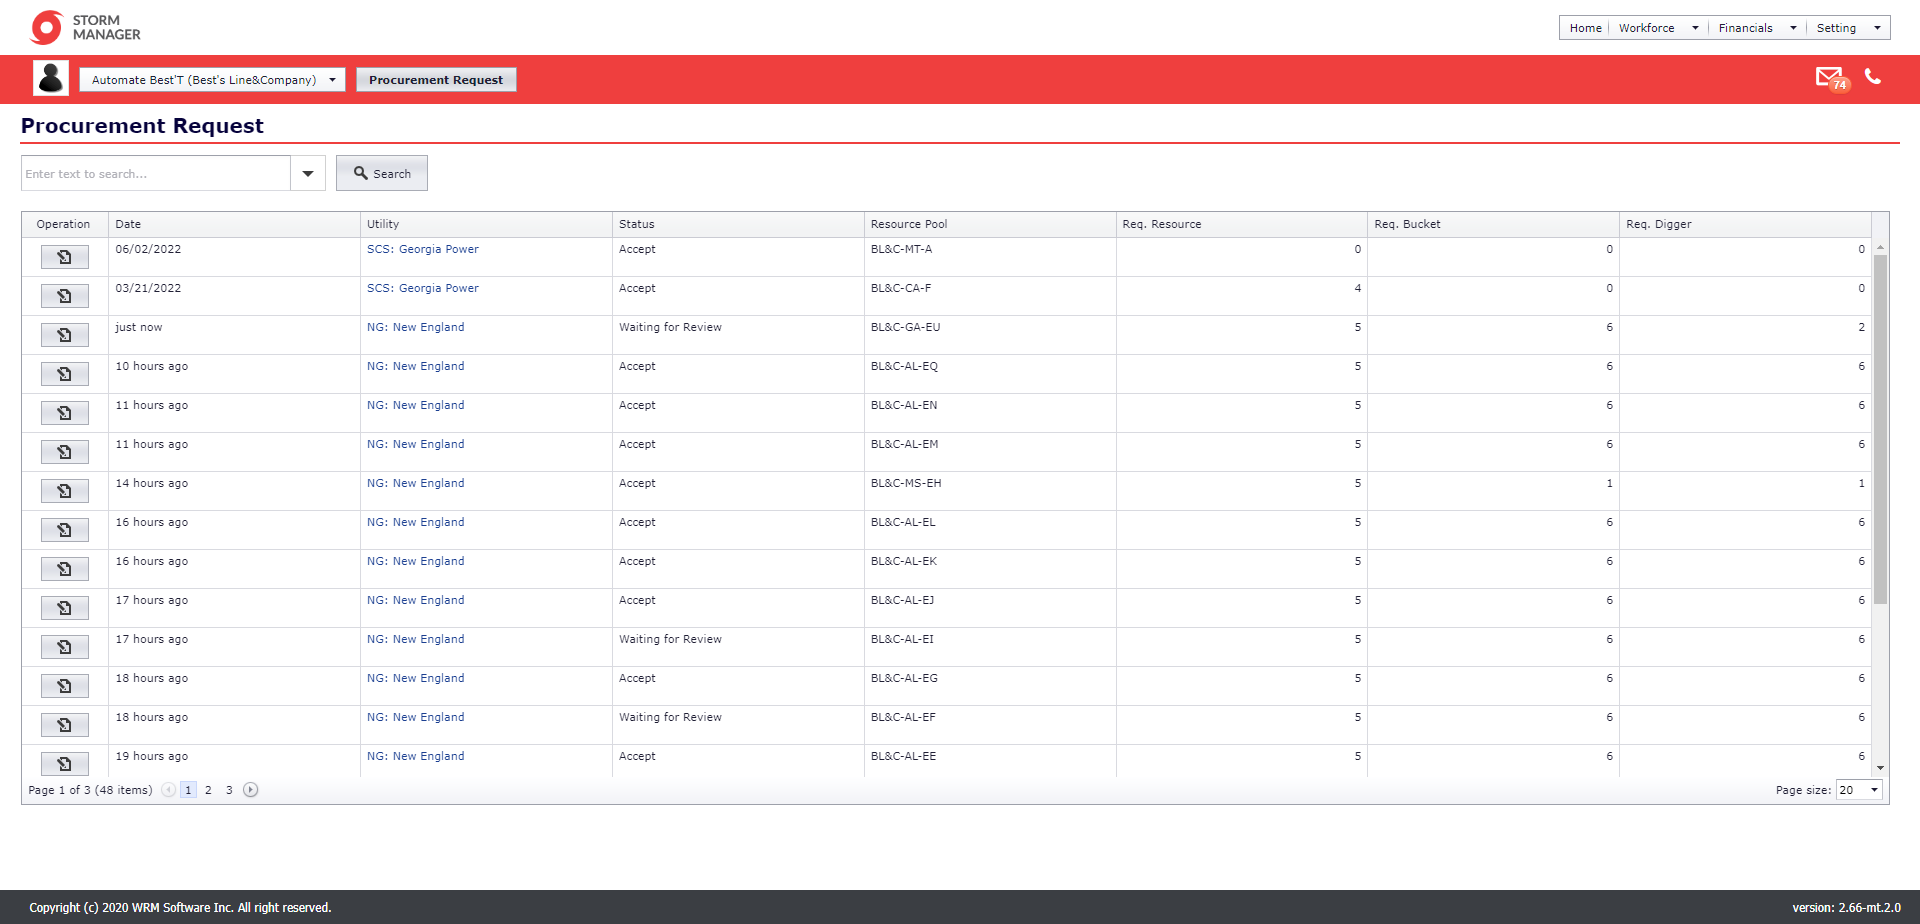 STORM
MANAGER
Home Workforce Financials Setting
Automate Best'T (Best's Line&Company) Procurement Request 74
Procurement Request
Enter text to search... Search
Operation Date Utility Status Resource Pool Req. Resource Req. Bucket Req. Digger
06/02/2022 SCS: Georgia Power Accept BL&C-MT-A 0 0 0
03/21/2022 SCS: Georgia Power Accept BL&C-CA-F 4 0 0
just now NG: New England Waiting for Review BL&C-GA-EU 5 6 2
10 hours ago NG: New England Accept BL&C-AL-EQ 5 6 6
11 hours ago NG: New England Accept BL&C-AL-EN 5 6 6
11 hours ago NG: New England Accept BL&C-AL-EM 5 6 6
14 hours ago NG: New England Accept BL&C-MS-EH 5 1 1
16 hours ago NG: New England Accept BL&C-AL-EL 5 6 6
16 hours ago NG: New England Accept BL&C-AL-EK 5 6 6
17 hours ago NG: New England Accept BL&C-AL-EJ 5 6 6
17 hours ago NG: New England Waiting for Review BL&C-AL-EI 5 6 6
18 hours ago NG: New England Accept BL&C-AL-EG 5 6 6
18 hours ago NG: New England Waiting for Review BL&C-AL-EF 5 6 6
19 hours ago NG: New England Accept BL&C-AL-EE 5 6 6
Page 1 of 3 (48 items) 1 2 3 Page size: 20
Copyright (c) 2020 WRM Software Inc. All right reserved. version: 2.66-mt.2.0